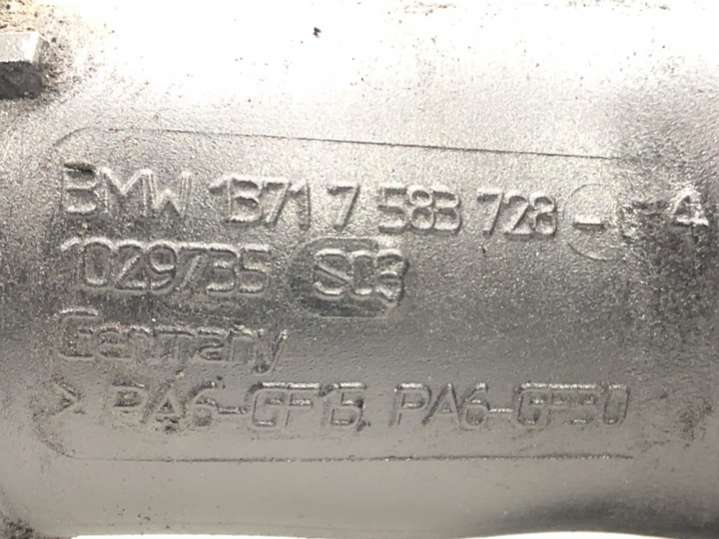 BMW 1371 7 583 728 - 4
1029735 S03
Germany
> PA6-GF15, PA6-GF30